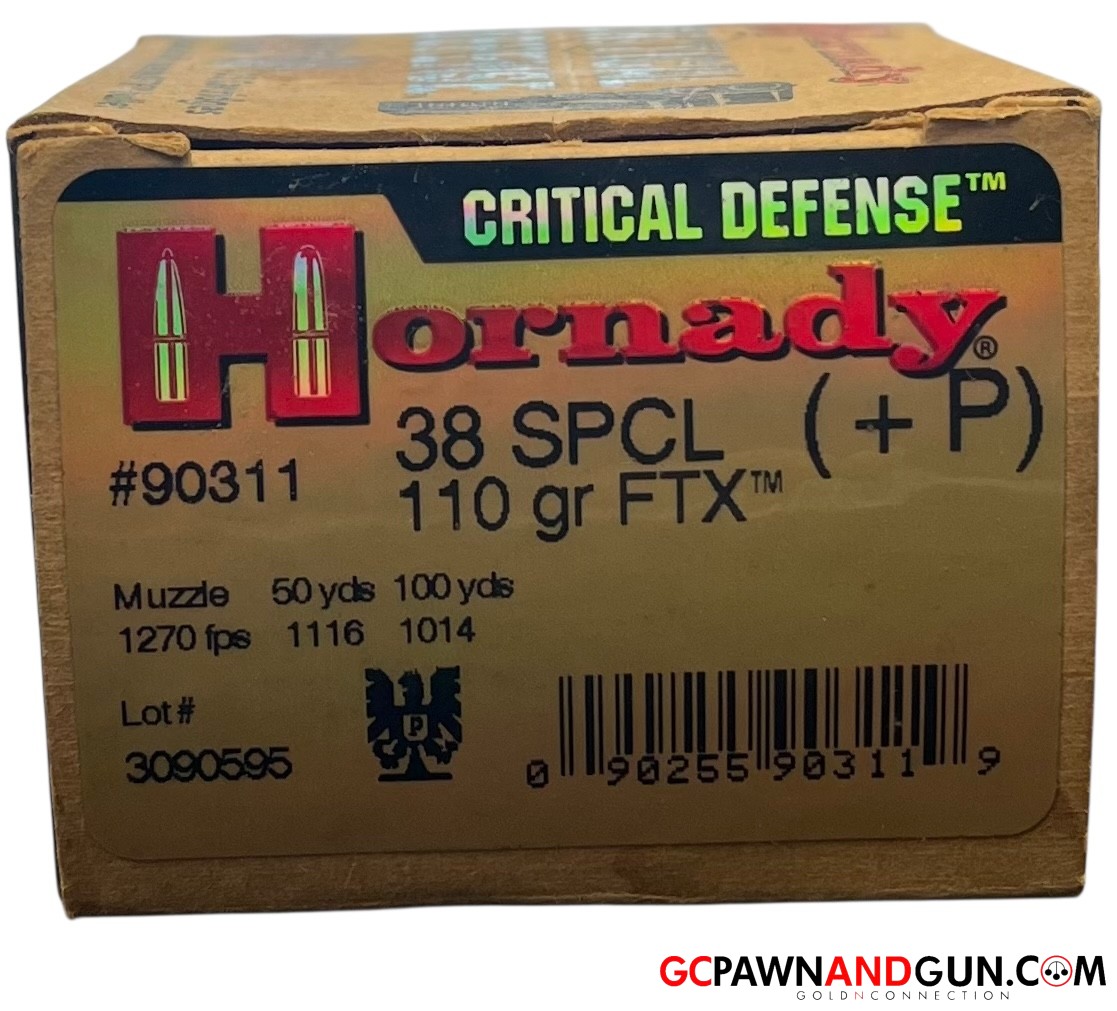 CRITICAL DEFENSE™
Hornady®
38 SPCL (+P)
#90311
110 gr FTX™
Muzzle 50 yds 100 yds
1270 fps 1116 1014
Lot#
3090595
P
0 90255 90311 9
GCPAWNANDGUN.COM
GOLDNCONNECTION